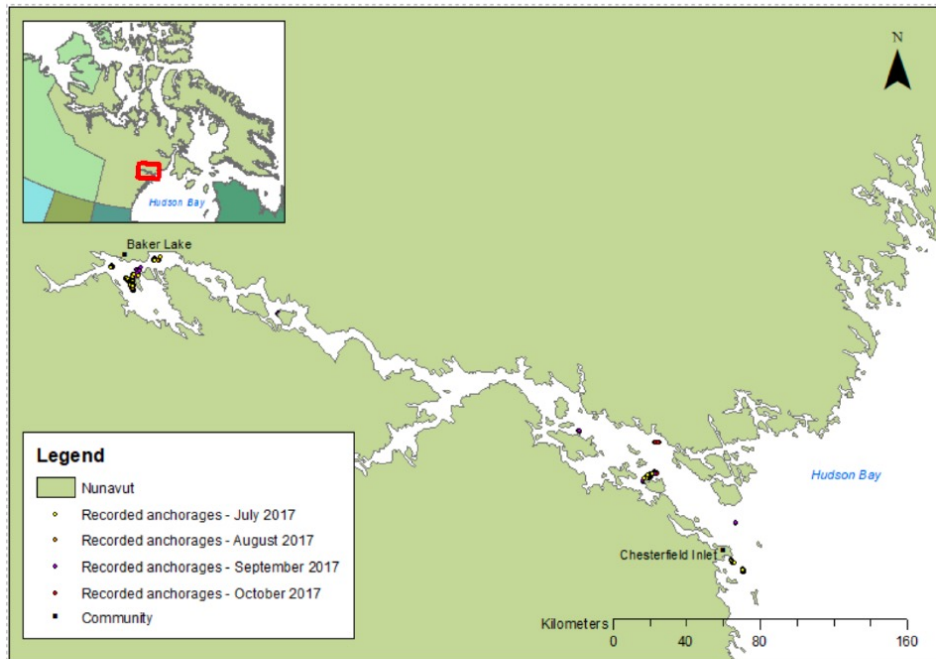 N
Hudson Bay
Baker Lake
Hudson Bay
Chesterfield Inlet
Legend
Nunavut
Recorded anchorages - July 2017
Recorded anchorages - August 2017
Recorded anchorages - September 2017
Recorded anchorages - October 2017
Community
Kilometers
0 40 80 160